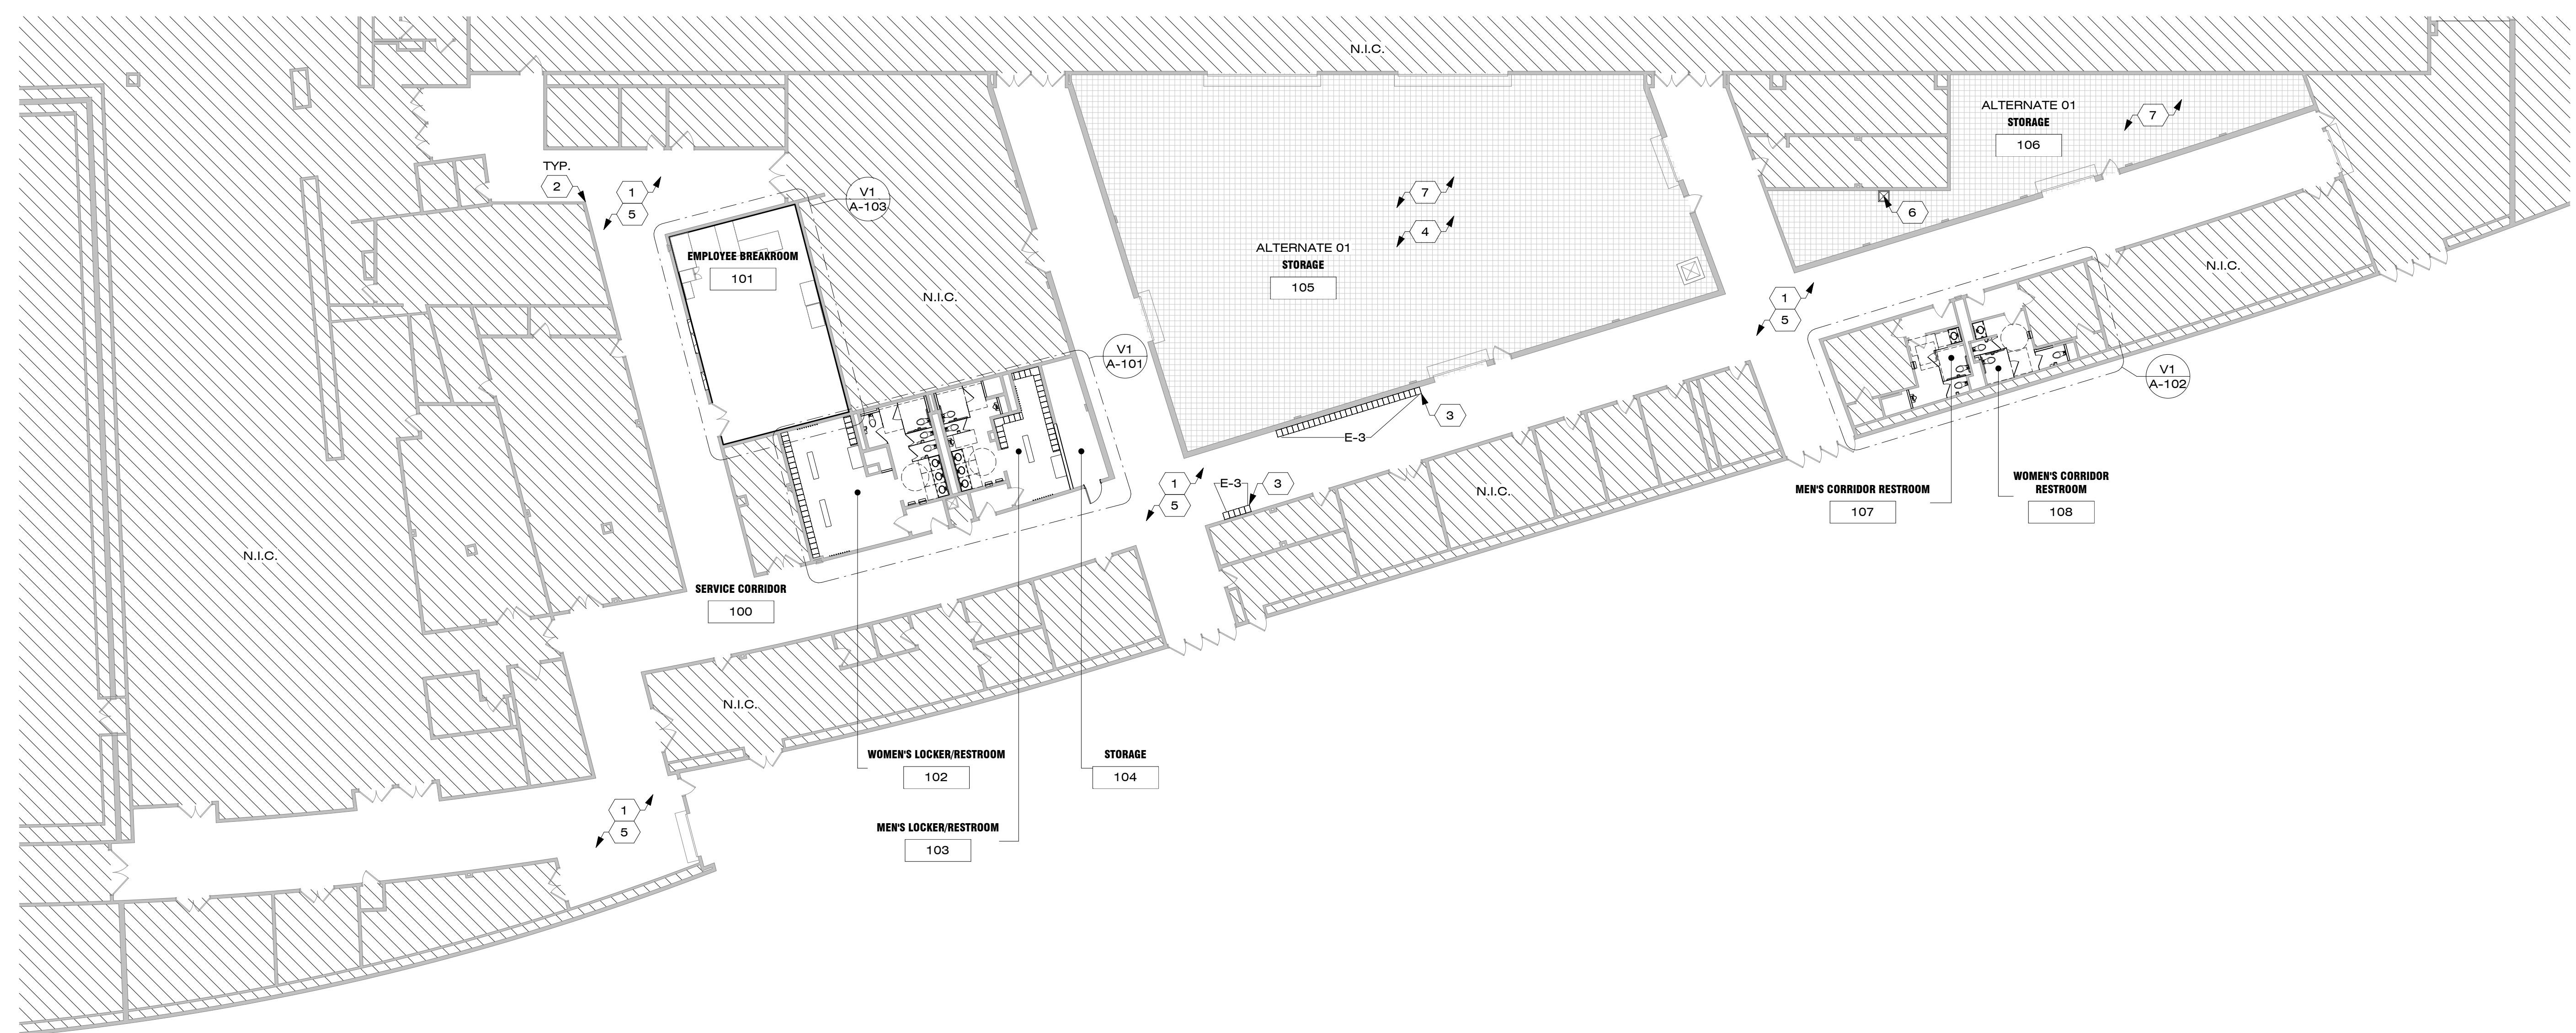 N.I.C.
ALTERNATE 01
STORAGE
106
7
TYP.
2
1
5
V1
A-103
7
6
4
ALTERNATE 01
STORAGE
105
EMPLOYEE BREAKROOM
101
N.I.C.
N.I.C.
1
5
V1
A-101
V1
A-102
3
E-3
MEN'S CORRIDOR RESTROOM
107
WOMEN'S CORRIDOR
RESTROOM
108
1
5
E-3
3
N.I.C.
N.I.C.
SERVICE CORRIDOR
100
N.I.C.
WOMEN'S LOCKER/RESTROOM
102
STORAGE
104
1
5
MEN'S LOCKER/RESTROOM
103